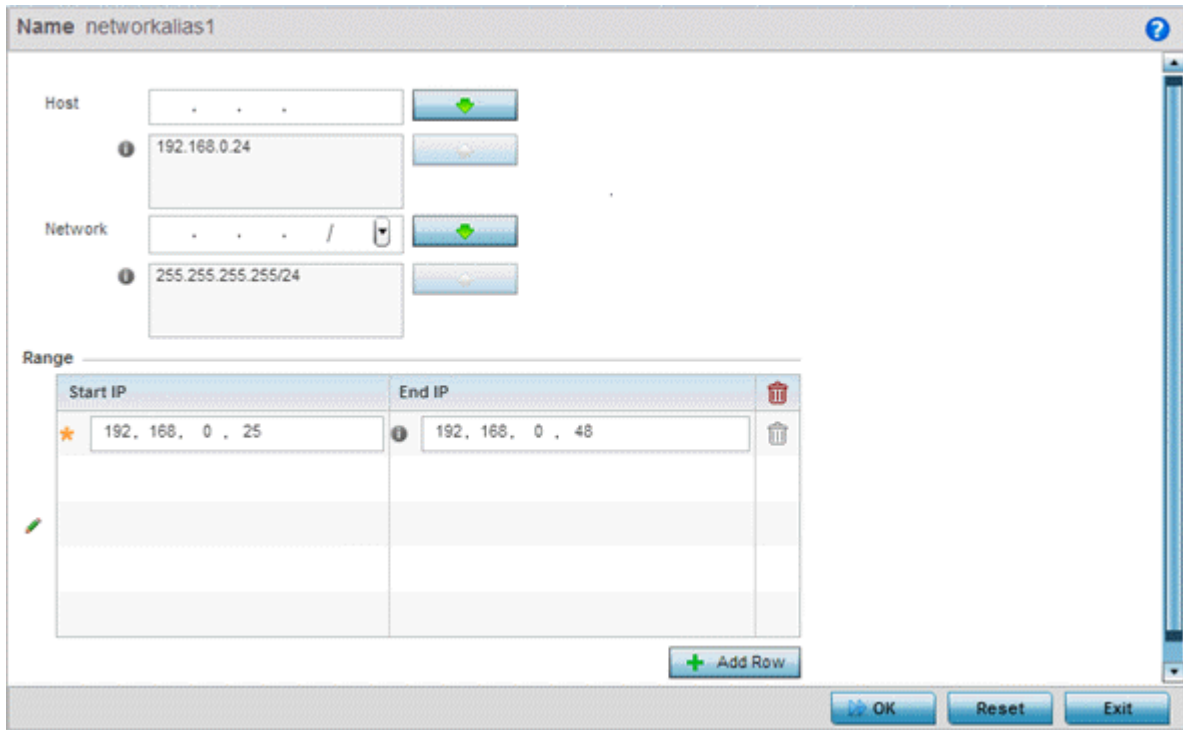 Name networkalias1
Host . . .
192.168.0.24
Network . . . /
255.255.255.255/24
Range
Start IP End IP
192, 168, 0 , 25 192, 168, 0 , 48
Add Row
OK Reset Exit